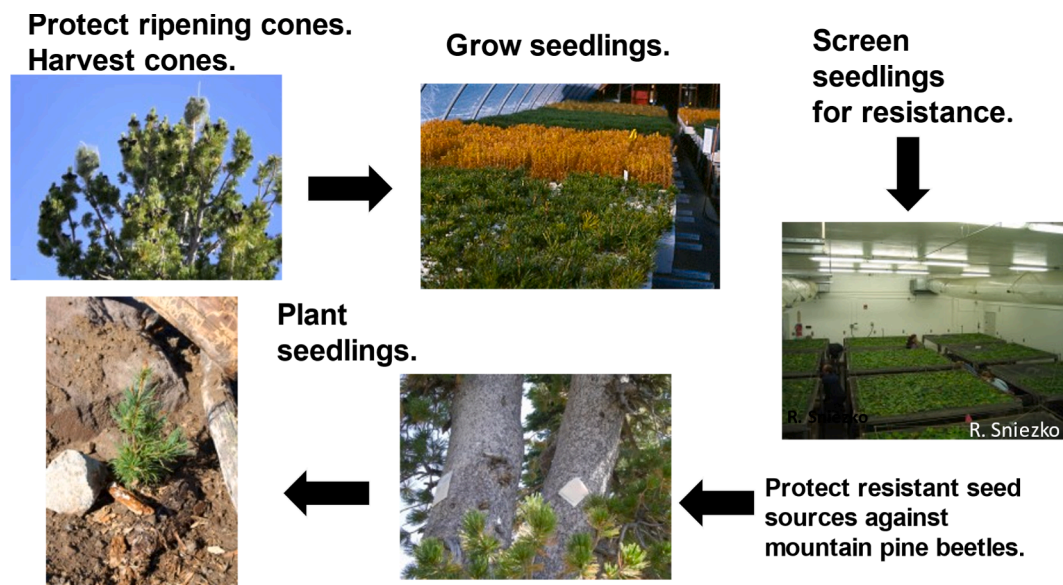 Protect ripening cones.
Harvest cones.
Grow seedlings.
Screen
seedlings
for resistance.
R. Sniezko
R. Sniezko
Protect resistant seed
sources against
mountain pine beetles.
Plant
seedlings.